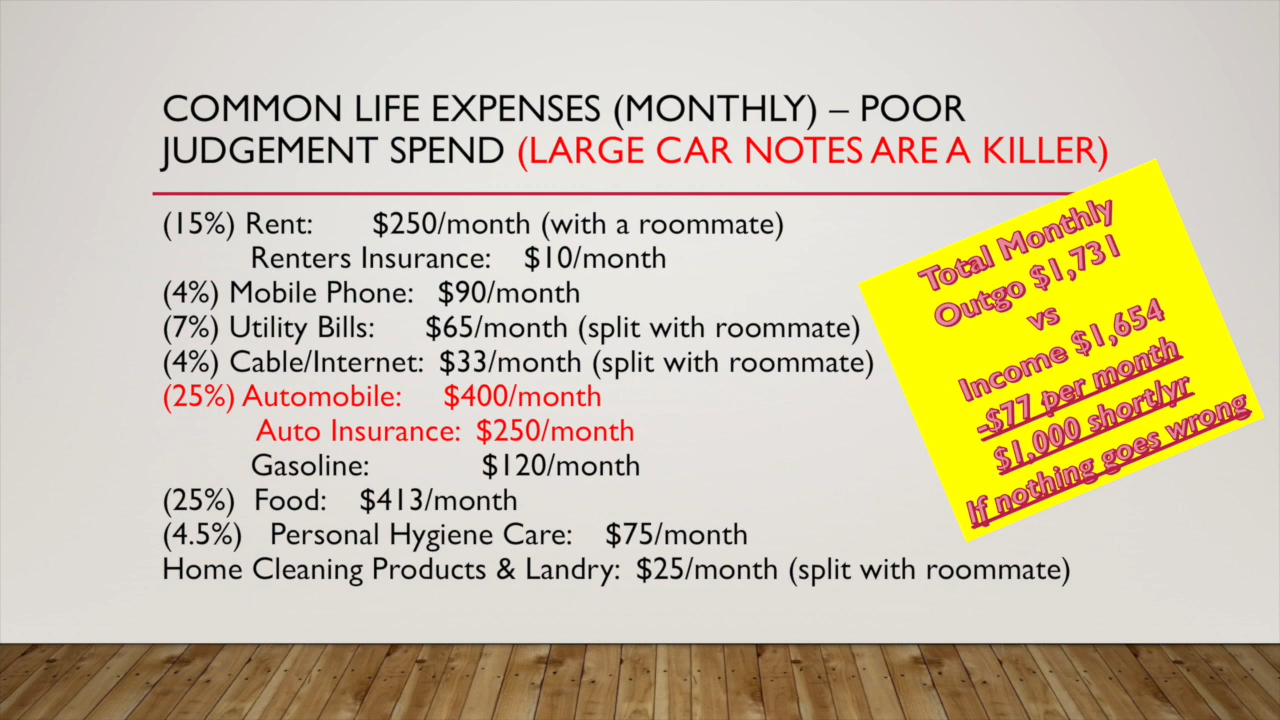 COMMON LIFE EXPENSES (MONTHLY) – POOR
JUDGEMENT SPEND (LARGE CAR NOTES ARE A KILLER)
(15%) Rent: $250/month (with a roommate)
Renters Insurance: $10/month
(4%) Mobile Phone: $90/month
(7%) Utility Bills: $65/month (split with roommate)
(4%) Cable/Internet: $33/month (split with roommate)
(25%) Automobile: $400/month
Auto Insurance: $250/month
Gasoline: $120/month
(25%) Food: $413/month
(4.5%) Personal Hygiene Care: $75/month
Home Cleaning Products & Landry: $25/month (split with roommate)
Total Monthly
Outgo $1,731
vs
Income $1,654
-$77 per month
$1,000 short/yr
If nothing goes wrong